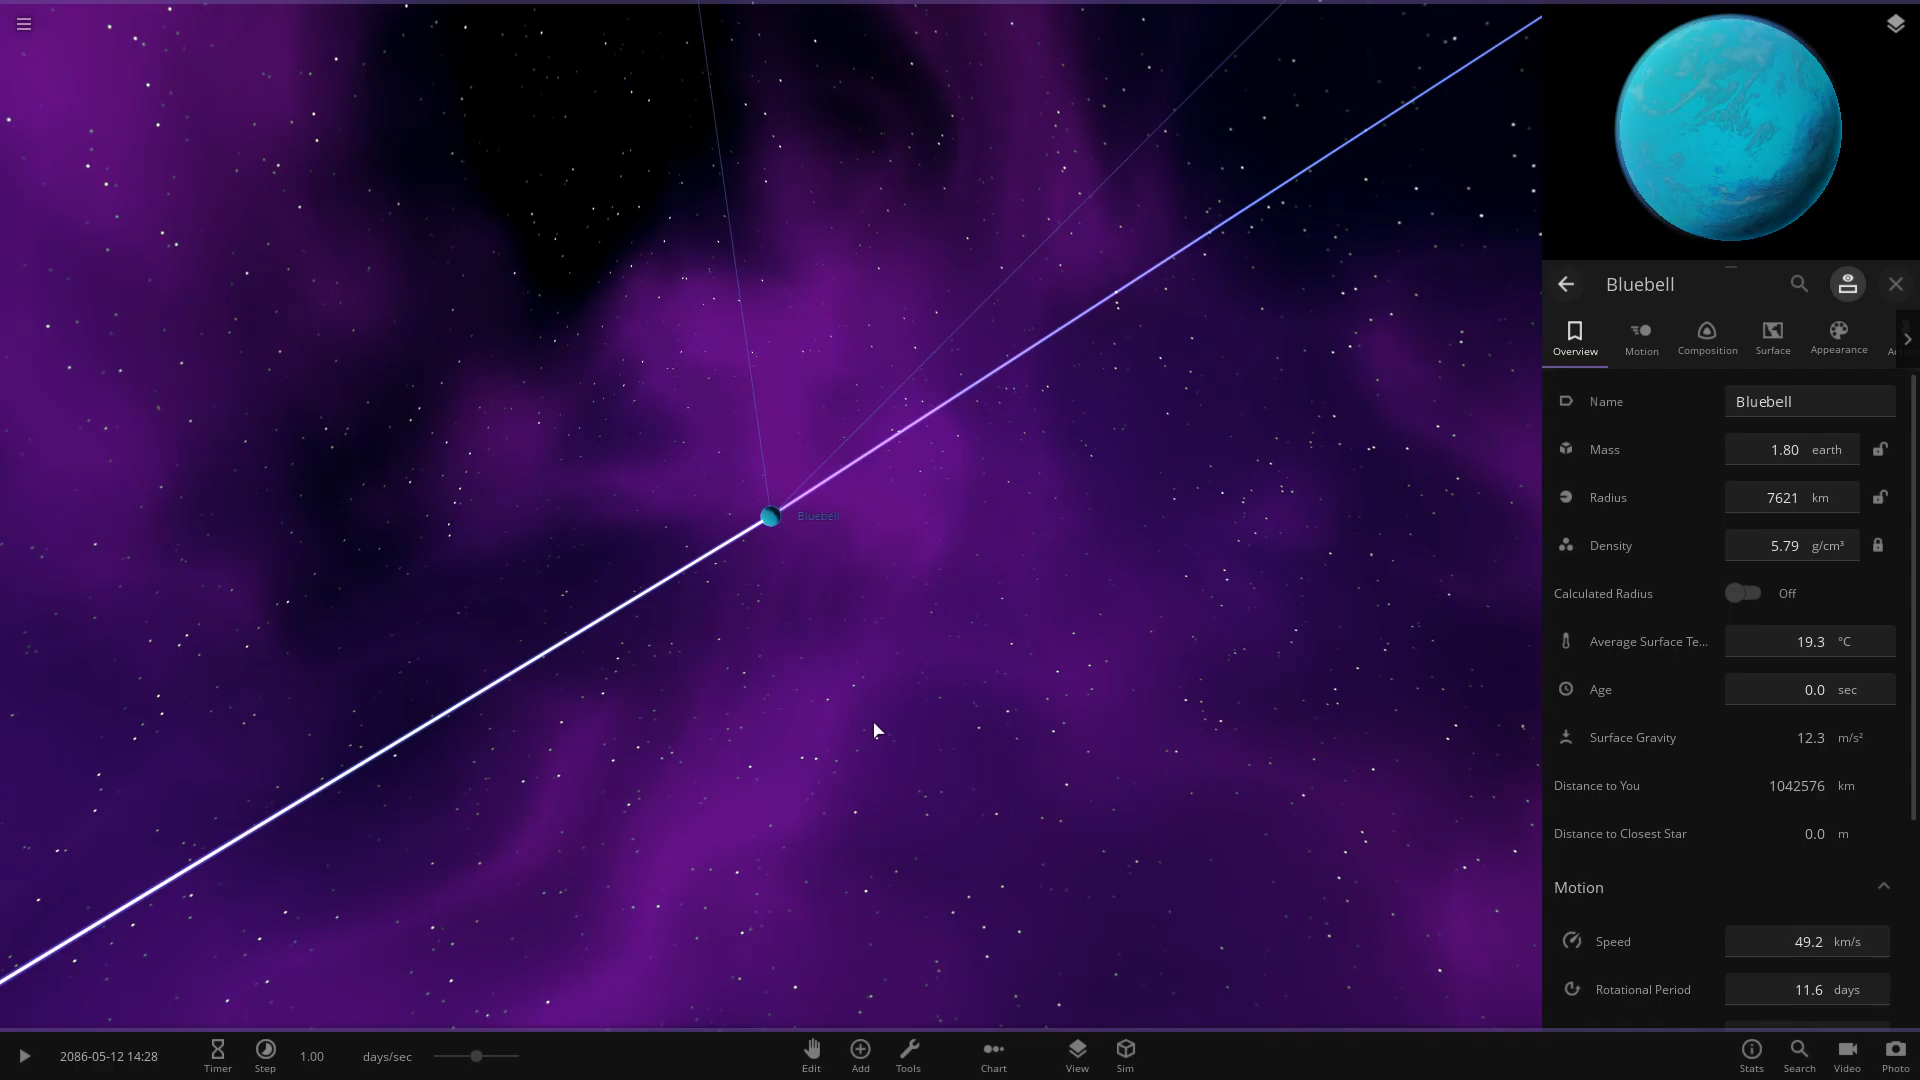 Bluebell
Overview
Motion
Composition
Surface
Appearance
Name
Bluebell
Mass
1.80 earth
Radius
7621 km
Density
5.79 g/cm³
Calculated Radius
Off
Average Surface Te...
19.3 °C
Age
0.0 sec
Surface Gravity
12.3 m/s²
Distance to You
1042576 km
Distance to Closest Star
0.0 m
Motion
Speed
49.2 km/s
Rotational Period
11.6 days
Bluebell
2086-05-12 14:28
Timer
Step
1.00
days/sec
Edit
Add
Tools
Chart
View
Sim
Stats
Search
Video
Photo